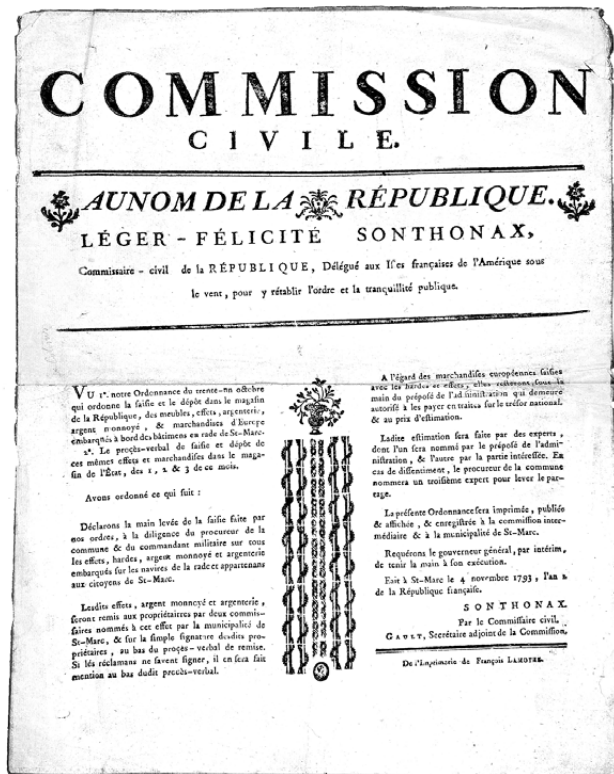 COMMISSION
CIVILE.
AU NOM DE LA RÉPUBLIQUE.
LÉGER - FÉLICITÉ SONTHONAX,
Commissaire - civil de la RÉPUBLIQUE, Délégué aux Isles françaises de l'Amérique sous
le vent, pour y rétablir l'ordre et la tranquillité publique.
VU 1°. notre Ordonnance du trente-un octobre
qui ordonne la saisie et le dépôt dans le magasin
de la République, des meubles, effets, argenterie,
argent monnoyé, & marchandises d'Europe
embarqués à bord des bâtimens en rade de St-Marc.
2°. Le procès-verbal de saisie et dépôt de
ces mêmes effets et marchandises dans le maga-
sin de l'État, des 1, 2 & 3 de ce mois.
Avons ordonné ce qui suit :
Déclarons la main levée de la saisie faite par
nos ordres, à la diligence du procureur de la
commune & du commandant militaire sur tous
les effets, hardes, argent monnoyé et argenterie
embarqués sur les navires de la rade et appartenans
aux citoyens de St-Marc.
Lesdits effets, argent monnoyé et argenterie,
seront remis aux propriétaires par deux commis-
saires nommés à cet effet par la municipalité de
St-Marc, & sur la simple signature desdits pro-
priétaires, au bas du procès-verbal de remise.
Si lés réclamans ne savent signer, il en sera fait
mention au bas dudit procès-verbal.
A l'égard des marchandises européennes saisies
avec les hardes et effets, elles resteront sous la
main du préposé de l'administration qui demeure
autorisé à les payer en traites sur le trésor national,
& au prix d'estimation.
Ladite estimation sera faite par des experts,
dont l'un sera nommé par le préposé de l'admi-
nistration, & l'autre par la partie intéressée. En
cas de dissentiment, le procureur de la commune
nommera un troisième expert pour lever le par-
tage.
La présente Ordonnance sera imprimée, publiée
& affichée, & enregistrée à la commission inter-
médiaire & à la municipalité de St-Marc.
Requérons le gouverneur général, par intérim,
de tenir la main à son exécution.
Fait à St-Marc le 4 novembre 1793, l'an 2
de la République française.
SONTHONAX.
Par le Commissaire civil,
GAULT, Secrétaire adjoint de la Commission.
De l'Imprimerie de François LAMOTHE.